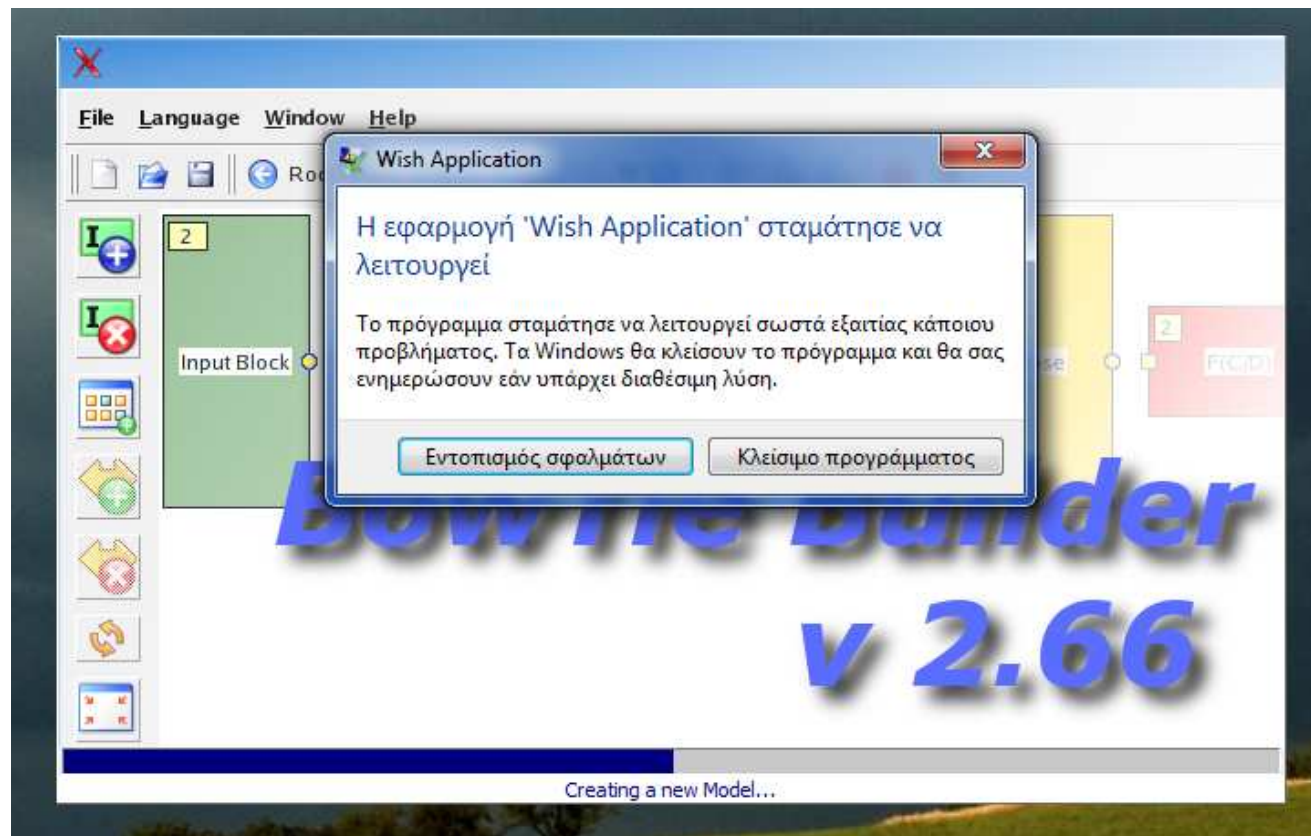 File Language Window Help
Wish Application
Η εφαρμογή 'Wish Application' σταμάτησε να
λειτουργεί
Το πρόγραμμα σταμάτησε να λειτουργεί σωστά εξαιτίας κάποιου
προβλήματος. Τα Windows θα κλείσουν το πρόγραμμα και θα σας
ενημερώσουν εάν υπάρχει διαθέσιμη λύση.
Εντοπισμός σφαλμάτων Κλείσιμο προγράμματος
2
Input Block
2
F(C/D)
BowTie Builder
v 2.66
Creating a new Model...